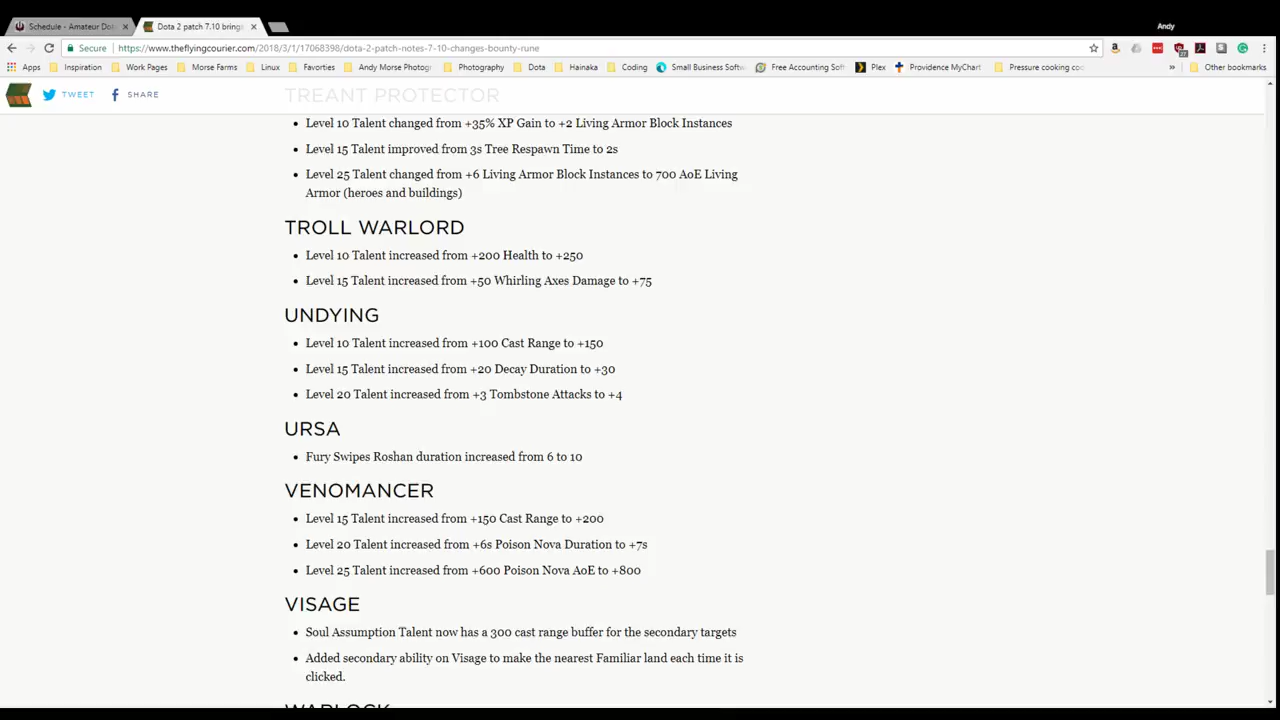 Andy
Schedule - Amateur Do
Dota 2 patch 7.10 bring
Secure
https://www.theflyingcourier.com/2018/3/1/17068398/dota-2-patch-notes-7-10-changes-bounty-rune
27
Apps
Inspiration
Work Pages
Morse Farms
Linux
Favorties
Andy Morse Photogr
Photography
Dota
Hainaka
Coding
Small Business Softw
Free Accounting Soft
Plex
Providence MyChart
Pressure cooking coo
»
Other bookmarks
TWEET
SHARE
TREANT PROTECTOR
• Level 10 Talent changed from +35% XP Gain to +2 Living Armor Block Instances
• Level 15 Talent improved from 3s Tree Respawn Time to 2s
• Level 25 Talent changed from +6 Living Armor Block Instances to 700 AoE Living
Armor (heroes and buildings)
TROLL WARLORD
• Level 10 Talent increased from +200 Health to +250
• Level 15 Talent increased from +50 Whirling Axes Damage to +75
UNDYING
• Level 10 Talent increased from +100 Cast Range to +150
• Level 15 Talent increased from +20 Decay Duration to +30
• Level 20 Talent increased from +3 Tombstone Attacks to +4
URSA
• Fury Swipes Roshan duration increased from 6 to 10
VENOMANCER
• Level 15 Talent increased from +150 Cast Range to +200
• Level 20 Talent increased from +6s Poison Nova Duration to +7s
• Level 25 Talent increased from +600 Poison Nova AoE to +800
VISAGE
• Soul Assumption Talent now has a 300 cast range buffer for the secondary targets
• Added secondary ability on Visage to make the nearest Familiar land each time it is
clicked.
WARLOCK